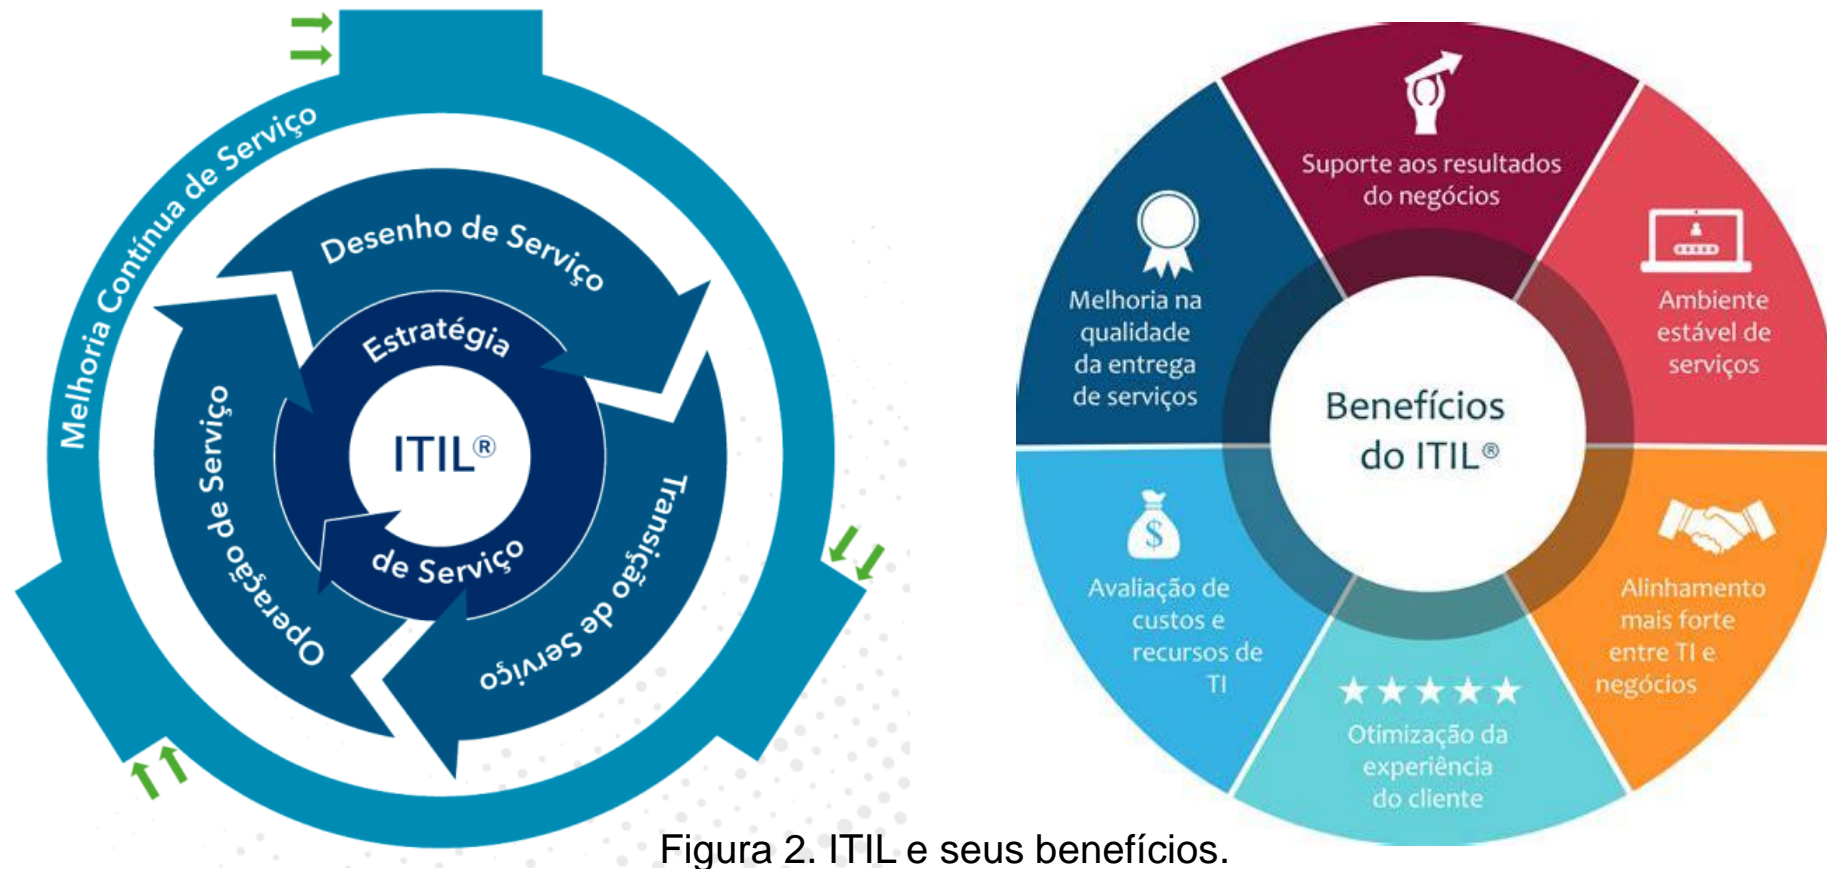 Melhoria Contínua de Serviço
Desenho de Serviço
Estratégia
ITIL®
de Serviço
Transição de Serviço
Operação de Serviço
Suporte aos resultados
do negócios
Ambiente
estável de
serviços
Alinhamento
mais forte
entre TI e
negócios
Otimização da
experiência
do cliente
Avaliação de
custos e
recursos de
TI
$
Melhoria na
qualidade
da entrega
de serviços
Benefícios
do ITIL®
Figura 2. ITIL e seus benefícios.